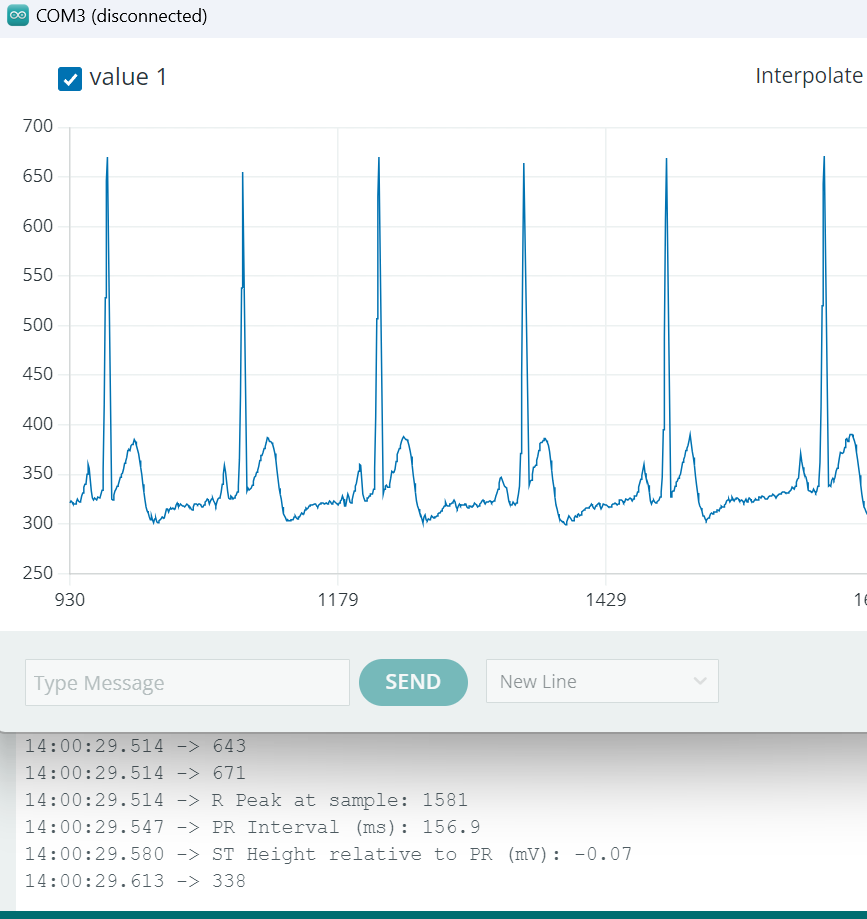 COM3 (disconnected)
value 1
Interpolate
700
650
600
550
500
450
400
350
300
250
930 1179 1429
Type Message SEND New Line
14:00:29.514 -> 643
14:00:29.514 -> 671
14:00:29.514 -> R Peak at sample: 1581
14:00:29.547 -> PR Interval (ms): 156.9
14:00:29.580 -> ST Height relative to PR (mV): -0.07
14:00:29.613 -> 338